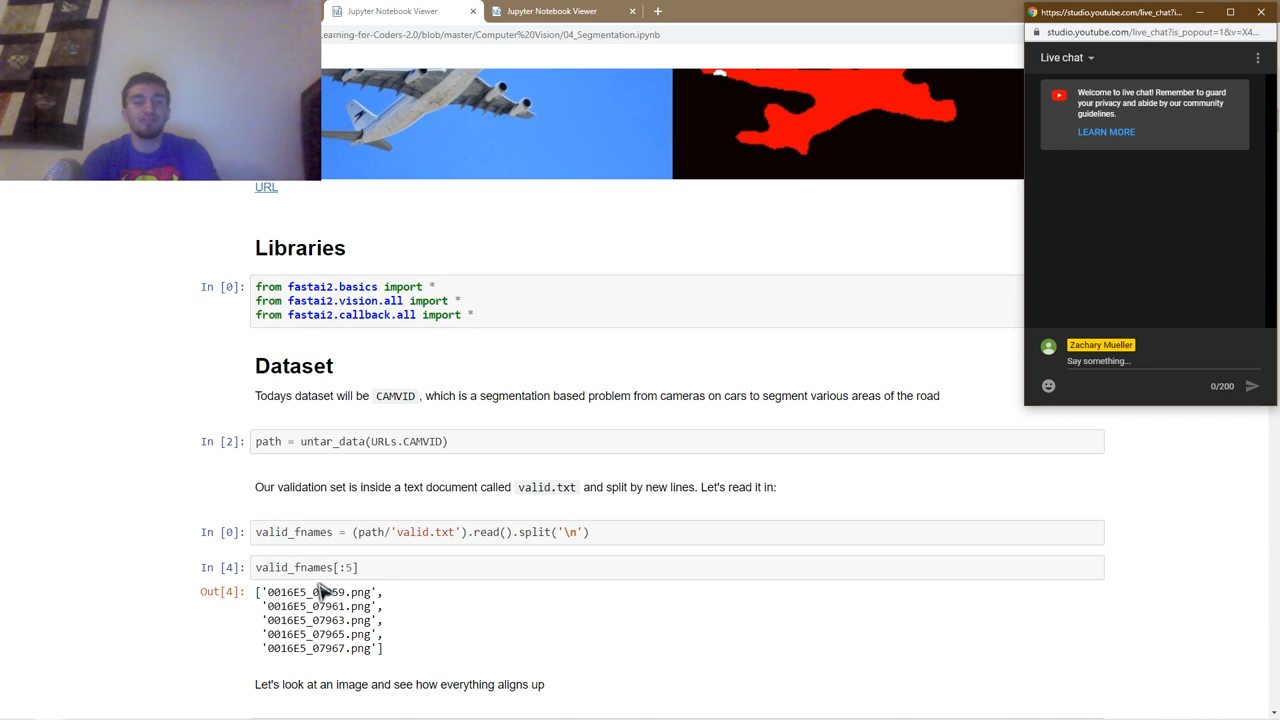 Jupyter Notebook Viewer
Jupyter Notebook Viewer
https://studio.youtube.com/live_chat?i...
earning-for-Coders-2.0/blob/master/Computer%20Vision/04_Segmentation.ipynb
studio.youtube.com/live_chat?is_popout=1&v=X4...
Live chat
Welcome to live chat! Remember to guard
your privacy and abide by our community
guidelines.
LEARN MORE
URL
Libraries
In [0]: from fastai2.basics import *
from fastai2.vision.all import *
from fastai2.callback.all import *
Zachary Mueller
Say something...
0/200
Dataset
Todays dataset will be CAMVID, which is a segmentation based problem from cameras on cars to segment various areas of the road
In [2]: path = untar_data(URLs.CAMVID)
Our validation set is inside a text document called valid.txt and split by new lines. Let's read it in:
In [0]: valid_fnames = (path/'valid.txt').read().split('\n')
In [4]: valid_fnames[:5]
Out[4]: ['0016E5_07959.png',
'0016E5_07961.png',
'0016E5_07963.png',
'0016E5_07965.png',
'0016E5_07967.png']
Let's look at an image and see how everything aligns up